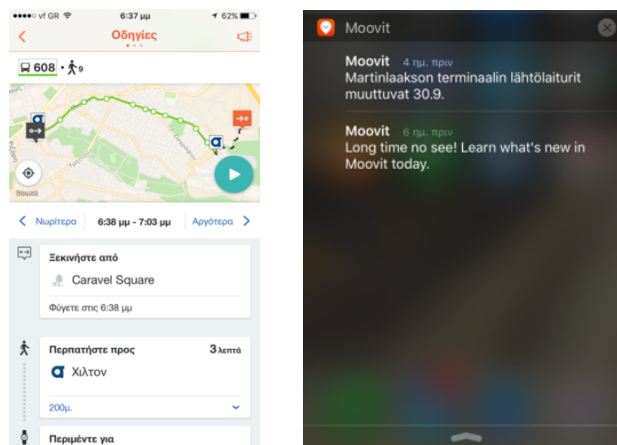 vf GR 6:37 μμ 62%
Οδηγίες
608 · 9
Νομικά
Νωρίτερα 6:38 μμ - 7:03 μμ Αργότερα
Ξεκινήστε από
Caravel Square
Φύγετε στις 6:38 μμ
Περπατήστε προς 3 λεπτά
Χιλτον
200μ.
Περιμέντε για
Moovit
Moovit 4 ημ. πριν
Martinlaakson terminaalin lähtölaiturit
muuttuvat 30.9.
Moovit 6 ημ. πριν
Long time no see! Learn what's new in
Moovit today.